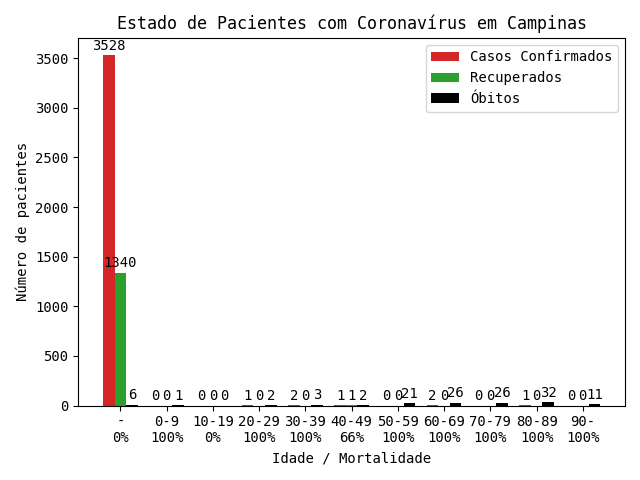 Estado de Pacientes com Coronavírus em Campinas
Casos Confirmados
Recuperados
Óbitos
Número de pacientes
3500
3000
2500
2000
1500
1000
500
0
3528
1340
6
0 0 1
0 0 0
1 0 2
2 0 3
1 1 2
0 0 21
2 0 26
0 0 26
1 0 32
0 0 11
- 0-9 10-19 20-29 30-39 40-49 50-59 60-69 70-79 80-89 90-
0% 100% 0% 100% 100% 66% 100% 100% 100% 100% 100%
Idade / Mortalidade